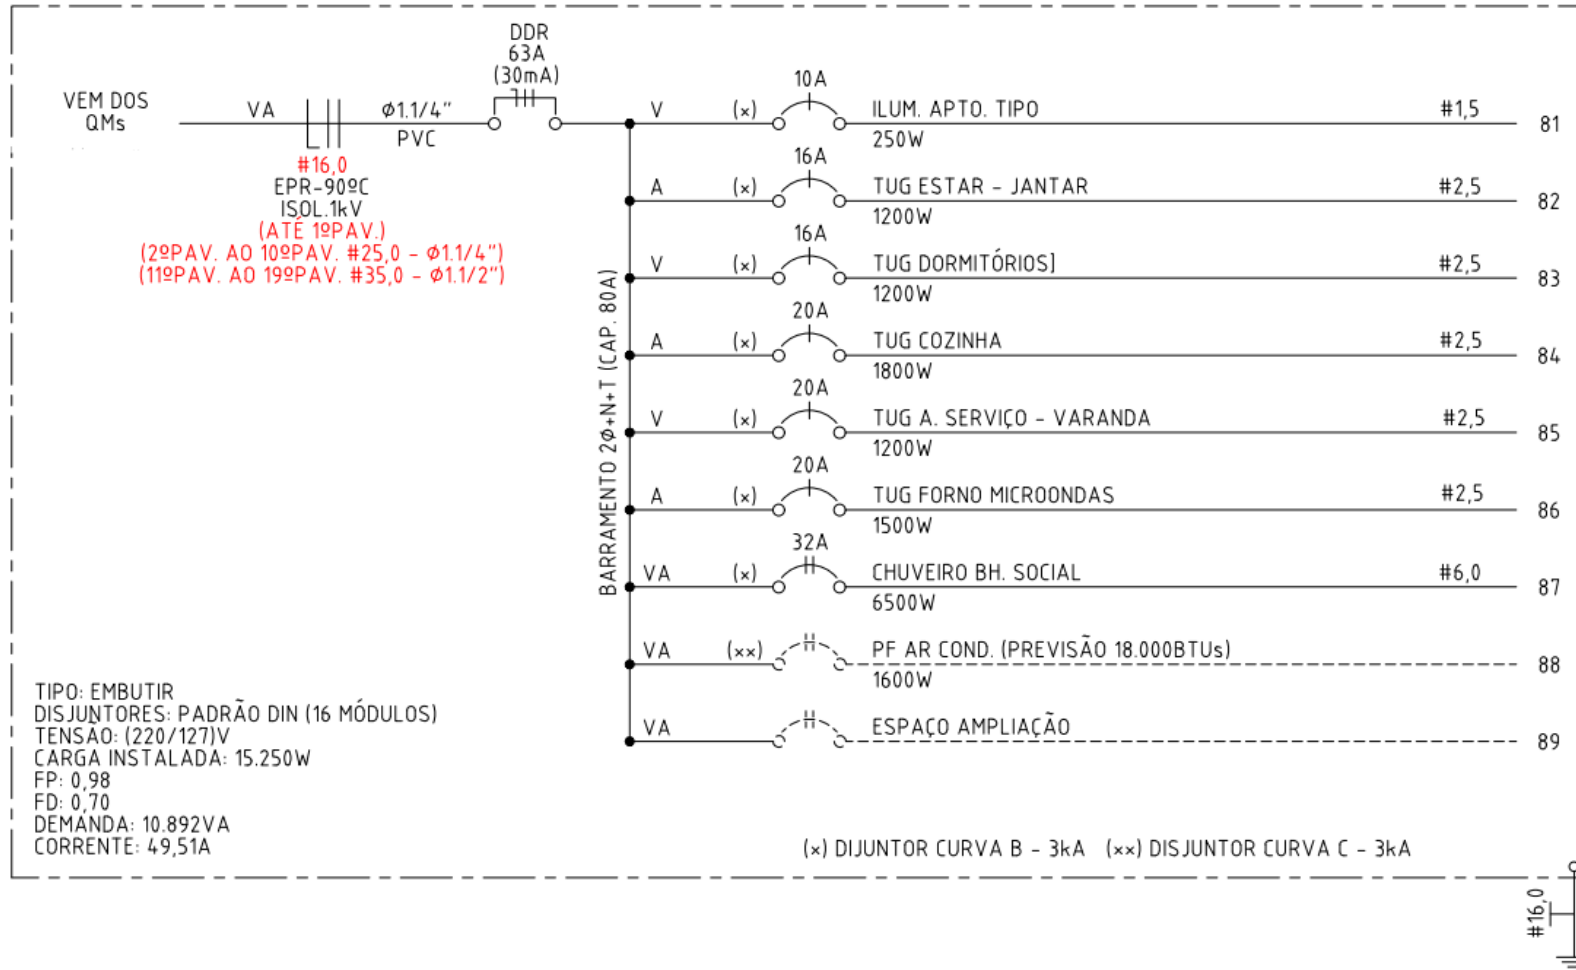 DDR
63A
(30mA)
VEM DOS
QMs
VA
Ø1.1/4"
PVC
#16,0
EPR-90ºC
ISOL.1kV
(ATÉ 1ºPAV.)
(2ºPAV. AO 10ºPAV. #25,0 - Ø1.1/4")
(11ºPAV. AO 19ºPAV. #35,0 - Ø1.1/2")
BARRAMENTO 2Ø+N+T (CAP. 80A)
V (x) 10A ILUM. APTO. TIPO #1,5 81
250W
A (x) 16A TUG ESTAR - JANTAR #2,5 82
1200W
V (x) 16A TUG DORMITÓRIOS] #2,5 83
1200W
A (x) 20A TUG COZINHA #2,5 84
1800W
V (x) 20A TUG A. SERVIÇO - VARANDA #2,5 85
1200W
A (x) 20A TUG FORNO MICROONDAS #2,5 86
1500W
VA (x) 32A CHUVEIRO BH. SOCIAL #6,0 87
6500W
VA (xx) PF AR COND. (PREVISÃO 18.000BTUs) 88
1600W
VA ESPAÇO AMPLIAÇÃO 89
TIPO: EMBUTIR
DISJUNTORES: PADRÃO DIN (16 MÓDULOS)
TENSÃO: (220/127)V
CARGA INSTALADA: 15.250W
FP: 0,98
FD: 0,70
DEMANDA: 10.892VA
CORRENTE: 49,51A
(x) DIJUNTOR CURVA B - 3kA (xx) DISJUNTOR CURVA C - 3kA
#16,0